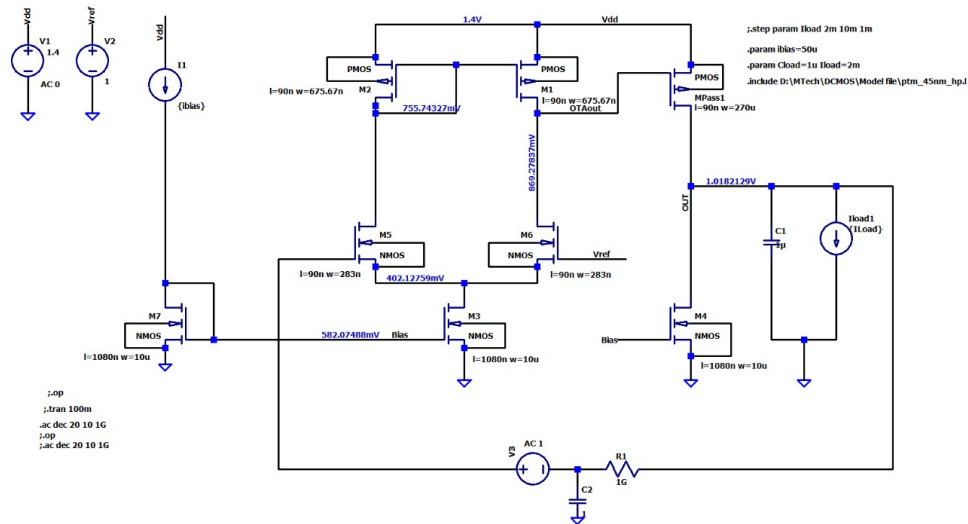 Vdd
Vref
V1
1.4
AC 0
V2
1
Vdd
I1
{ibias}
1.4V
Vdd
PMOS
M2
l=90n w=675.67n
PMOS
M1
l=90n w=675.67n
OTAout
PMOS
MPass1
l=90n w=270u
;.step param Iload 2m 10m 1m
.param ibias=50u
.param Cload=1u Iload=2m
.include D:\MTech\DCMOS\Model file\ptm_45nm_hp.l
755.74327mV
869.27837mV
1.0182129V
OUT
C1
1µ
Iload1
{ILoad}
M5
NMOS
l=90n w=283n
M6
NMOS
l=90n w=283n
Vref
402.12759mV
M7
NMOS
l=1080n w=10u
582.07488mV
Bias
M3
NMOS
l=1080n w=10u
Bias
M4
NMOS
l=1080n w=10u
;.op
;.tran 100m
.ac dec 20 10 1G
;.op
;.ac dec 20 10 1G
V3
AC 1
R1
1G
C2